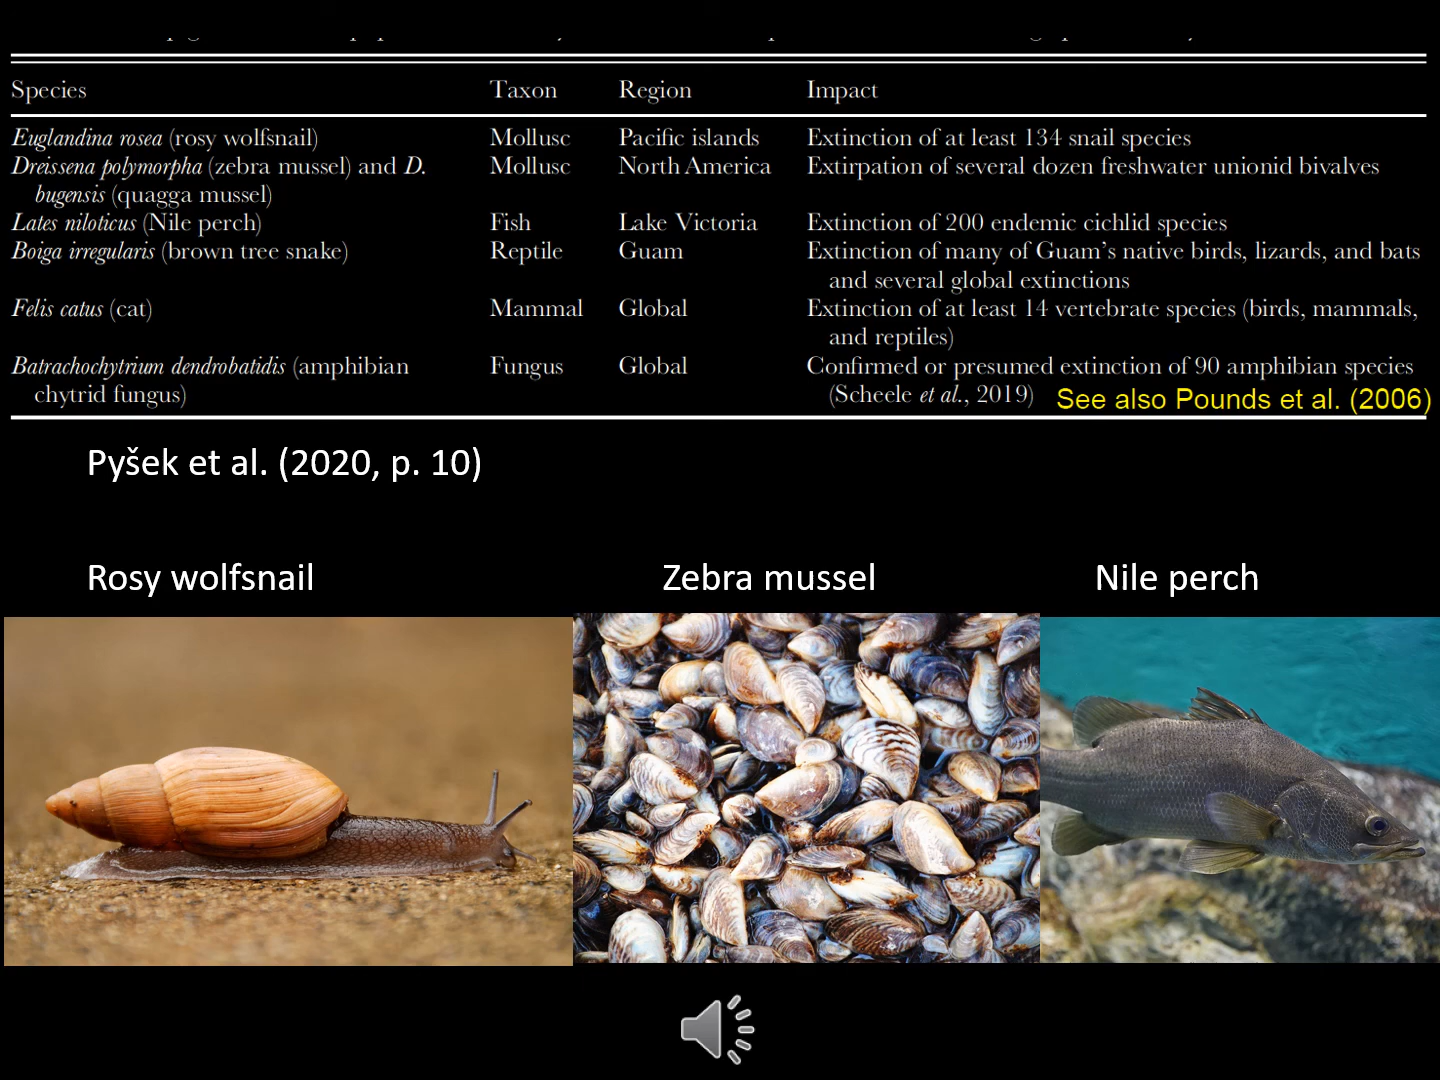 Species Taxon Region Impact
Euglandina rosea (rosy wolfsnail) Mollusc Pacific islands Extinction of at least 134 snail species
Dreissena polymorpha (zebra mussel) and D. Mollusc North America Extirpation of several dozen freshwater unionid bivalves
bugensis (quagga mussel)
Lates niloticus (Nile perch) Fish Lake Victoria Extinction of 200 endemic cichlid species
Boiga irregularis (brown tree snake) Reptile Guam Extinction of many of Guam's native birds, lizards, and bats
and several global extinctions
Felis catus (cat) Mammal Global Extinction of at least 14 vertebrate species (birds, mammals,
and reptiles)
Batrachochytrium dendrobatidis (amphibian Fungus Global Confirmed or presumed extinction of 90 amphibian species
chytrid fungus) (Scheele et al., 2019) See also Pounds et al. (2006)
Pyšek et al. (2020, p. 10)
Rosy wolfsnail Zebra mussel Nile perch